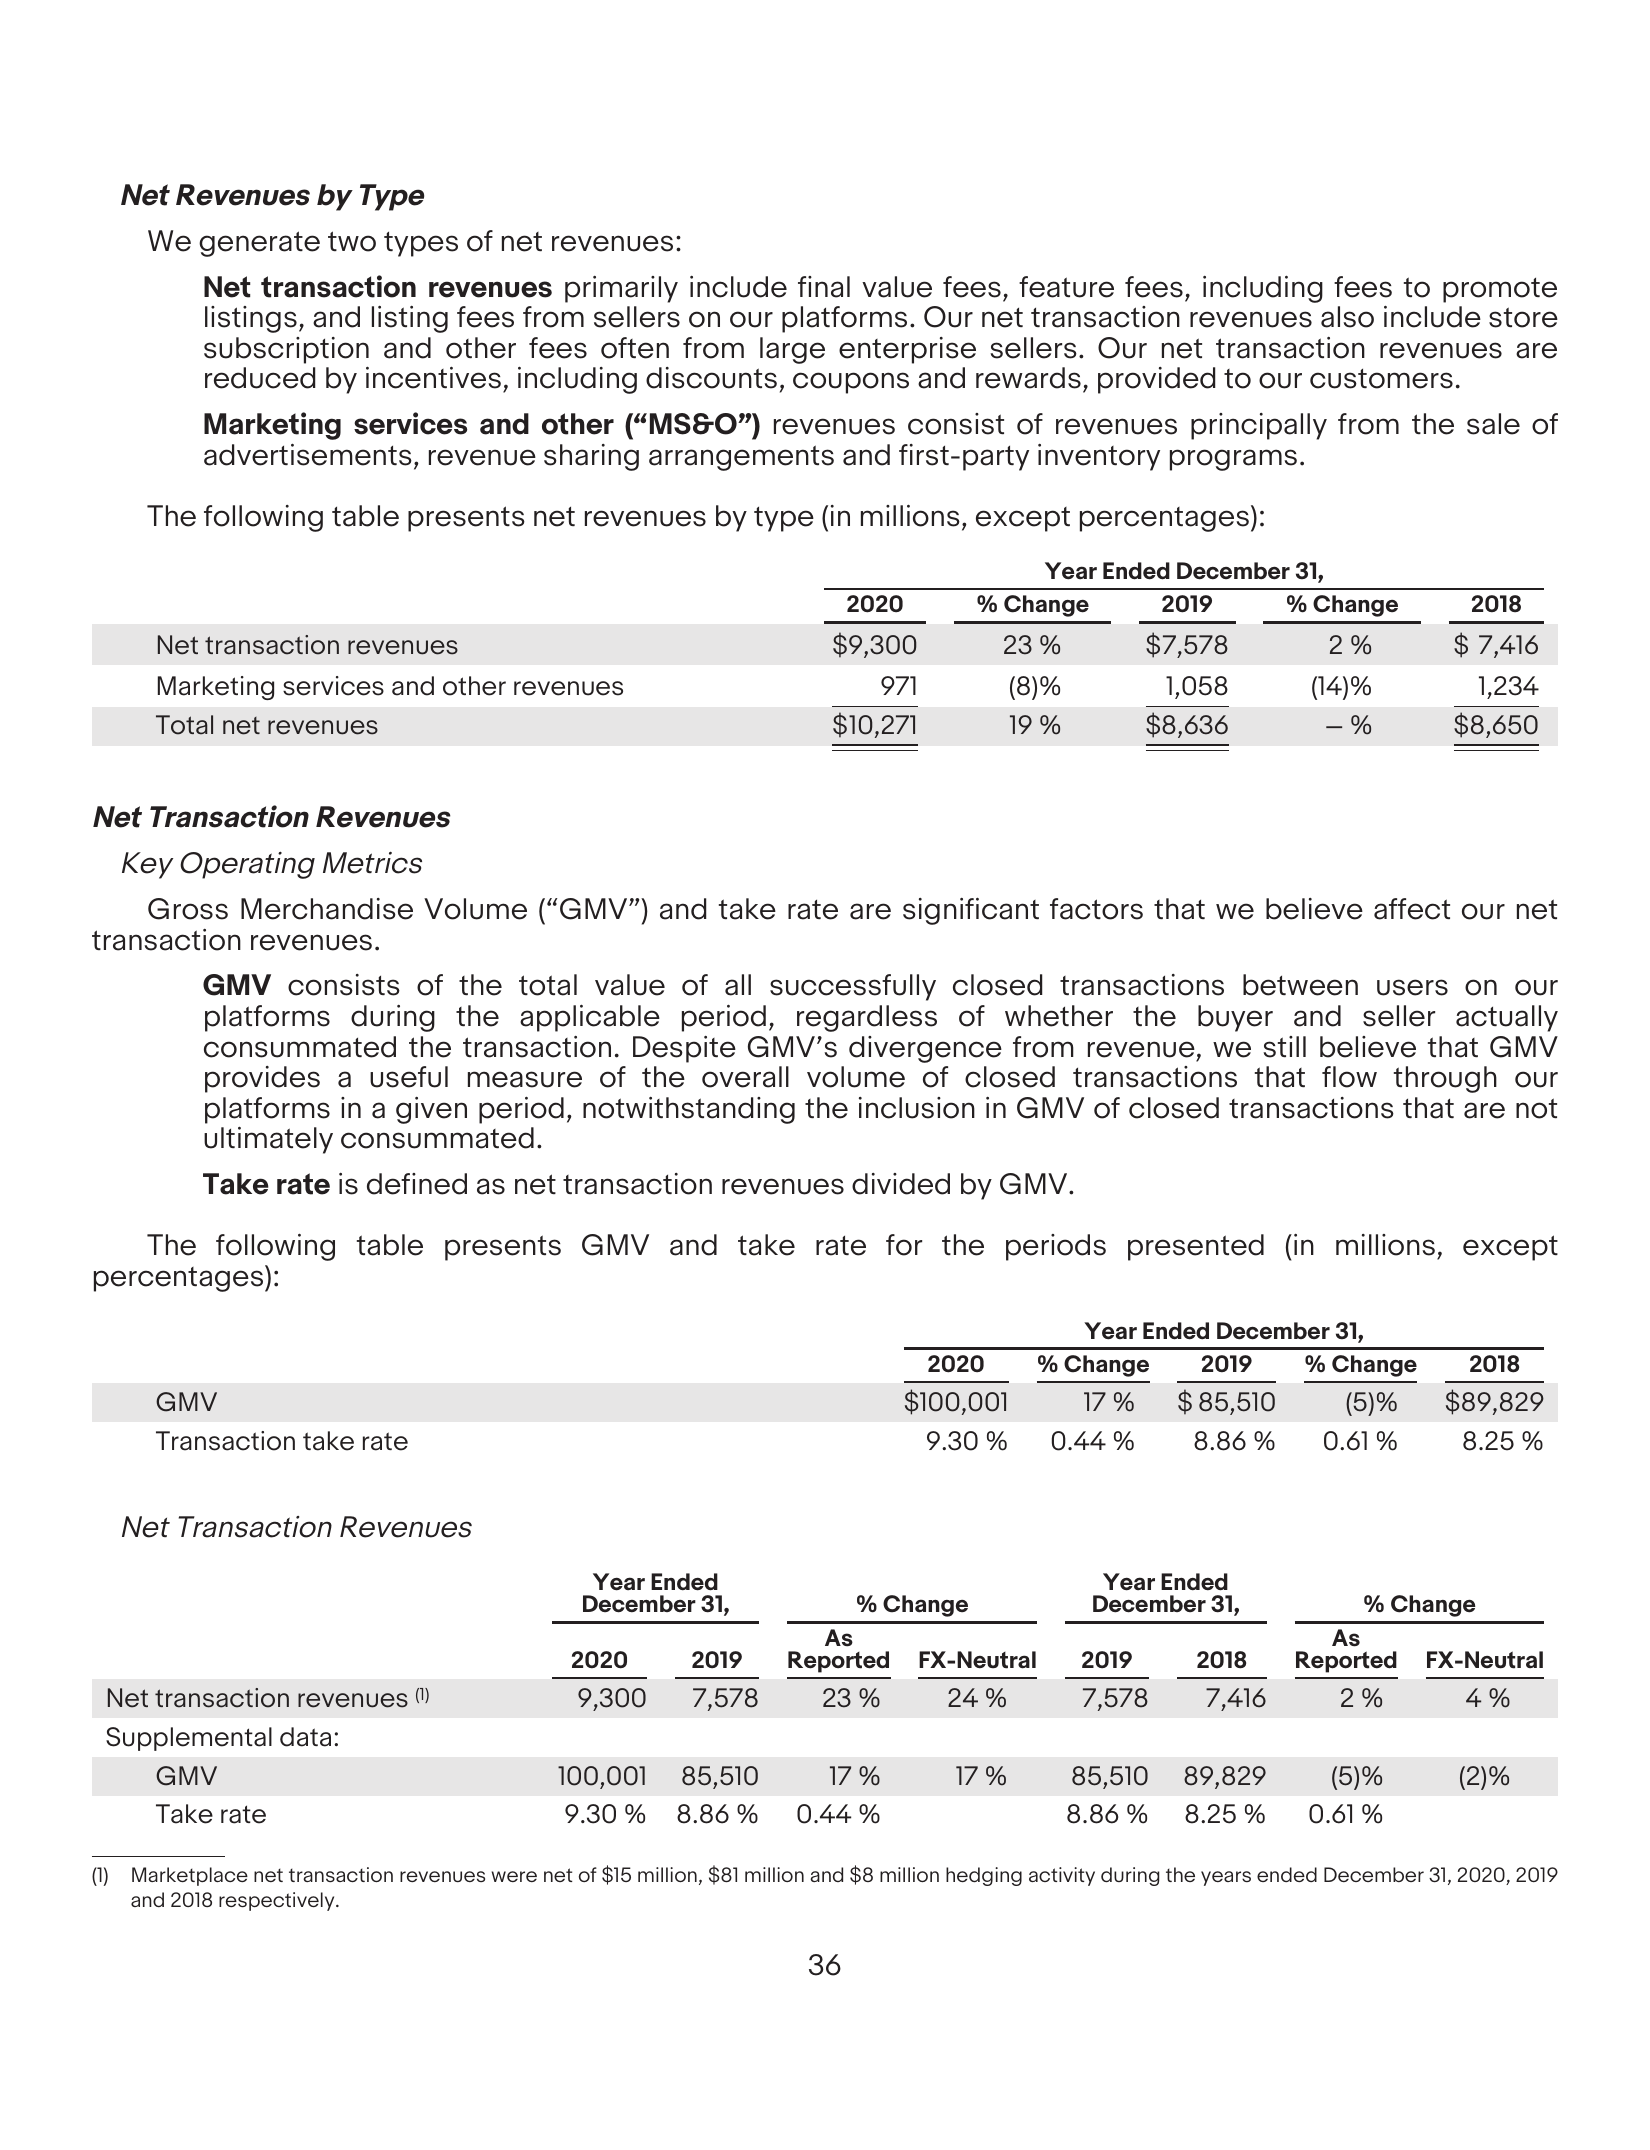 Net Revenues by Type
We generate two types of net revenues:
Net transaction revenues primarily include final value fees, feature fees, including fees to promote
listings, and listing fees from sellers on our platforms. Our net transaction revenues also include store
subscription and other fees often from large enterprise sellers. Our net transaction revenues are
reduced by incentives, including discounts, coupons and rewards, provided to our customers.
Marketing services and other (“MS&O”) revenues consist of revenues principally from the sale of
advertisements, revenue sharing arrangements and first-party inventory programs.
The following table presents net revenues by type (in millions, except percentages):
Year Ended December 31,
2020 % Change 2019 % Change 2018
Net transaction revenues $9,300 23 % $7,578 2 % $ 7,416
Marketing services and other revenues 971 (8)% 1,058 (14)% 1,234
Total net revenues $10,271 19 % $8,636 — % $8,650
Net Transaction Revenues
Key Operating Metrics
Gross Merchandise Volume (“GMV”) and take rate are significant factors that we believe affect our net
transaction revenues.
GMV consists of the total value of all successfully closed transactions between users on our
platforms during the applicable period, regardless of whether the buyer and seller actually
consummated the transaction. Despite GMV’s divergence from revenue, we still believe that GMV
provides a useful measure of the overall volume of closed transactions that flow through our
platforms in a given period, notwithstanding the inclusion in GMV of closed transactions that are not
ultimately consummated.
Take rate is defined as net transaction revenues divided by GMV.
The following table presents GMV and take rate for the periods presented (in millions, except
percentages):
Year Ended December 31,
2020 % Change 2019 % Change 2018
GMV $100,001 17 % $ 85,510 (5)% $89,829
Transaction take rate 9.30 % 0.44 % 8.86 % 0.61 % 8.25 %
Net Transaction Revenues
Year Ended Year Ended
December 31, % Change December 31, % Change
As As
2020 2019 Reported FX-Neutral 2019 2018 Reported FX-Neutral
Net transaction revenues (1) 9,300 7,578 23 % 24 % 7,578 7,416 2 % 4 %
Supplemental data:
GMV 100,001 85,510 17 % 17 % 85,510 89,829 (5)% (2)%
Take rate 9.30 % 8.86 % 0.44 % 8.86 % 8.25 % 0.61 %
(1) Marketplace net transaction revenues were net of $15 million, $81 million and $8 million hedging activity during the years ended December 31, 2020, 2019
and 2018 respectively.
36